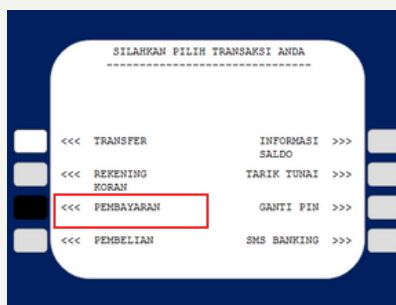 SILAHKAN PILIH TRANSAKSI ANDA
------------------------------
<<< TRANSFER INFORMASI >>>
SALDO
<<< REKENING TARIK TUNAI >>>
KORAN
<<< PEMBAYARAN GANTI PIN >>>
<<< PEMBELIAN SMS BANKING >>>